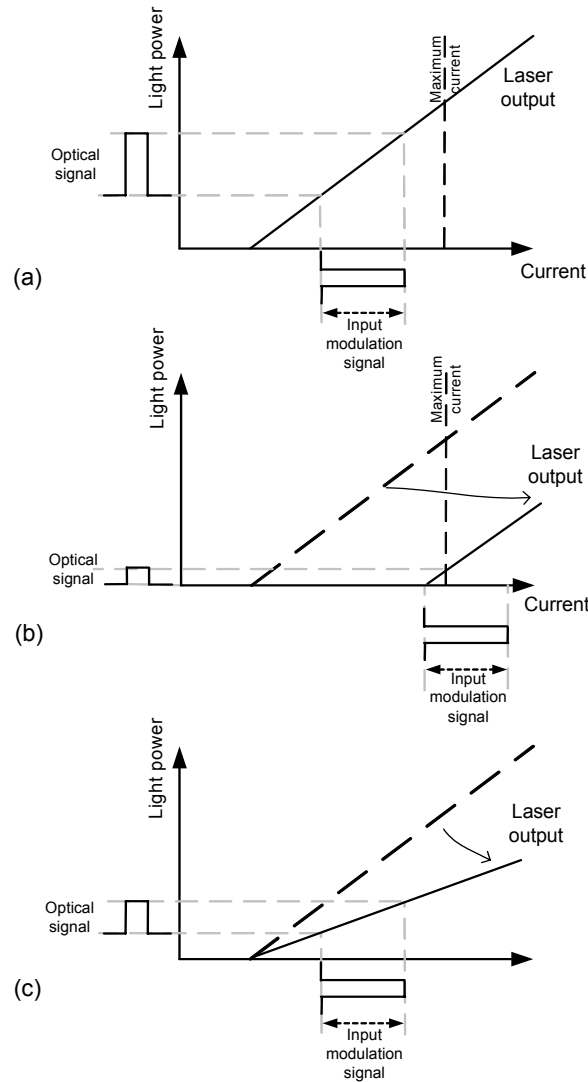 Light power
Maximum
current
Laser
output
Optical
signal
Current
(a)
Input
modulation
signal
Light power
Maximum
current
Laser
output
Optical
signal
Current
(b)
Input
modulation
signal
Light power
Laser
output
Optical
signal
(c)
Input
modulation
signal